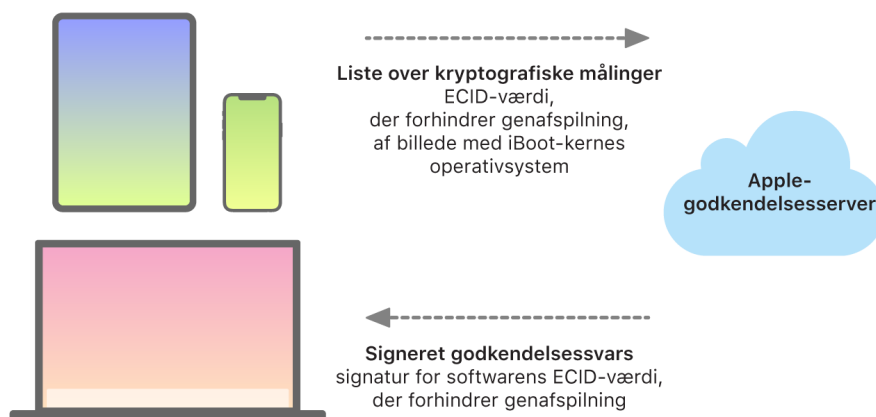 Liste over kryptografiske målinger
ECID-værdi,
der forhindrer genafspilning,
af billede med iBoot-kernes
operativsystem
Apple-
godkendelsesserver
Signeret godkendelsessvars
signatur for softwarens ECID-værdi,
der forhindrer genafspilning